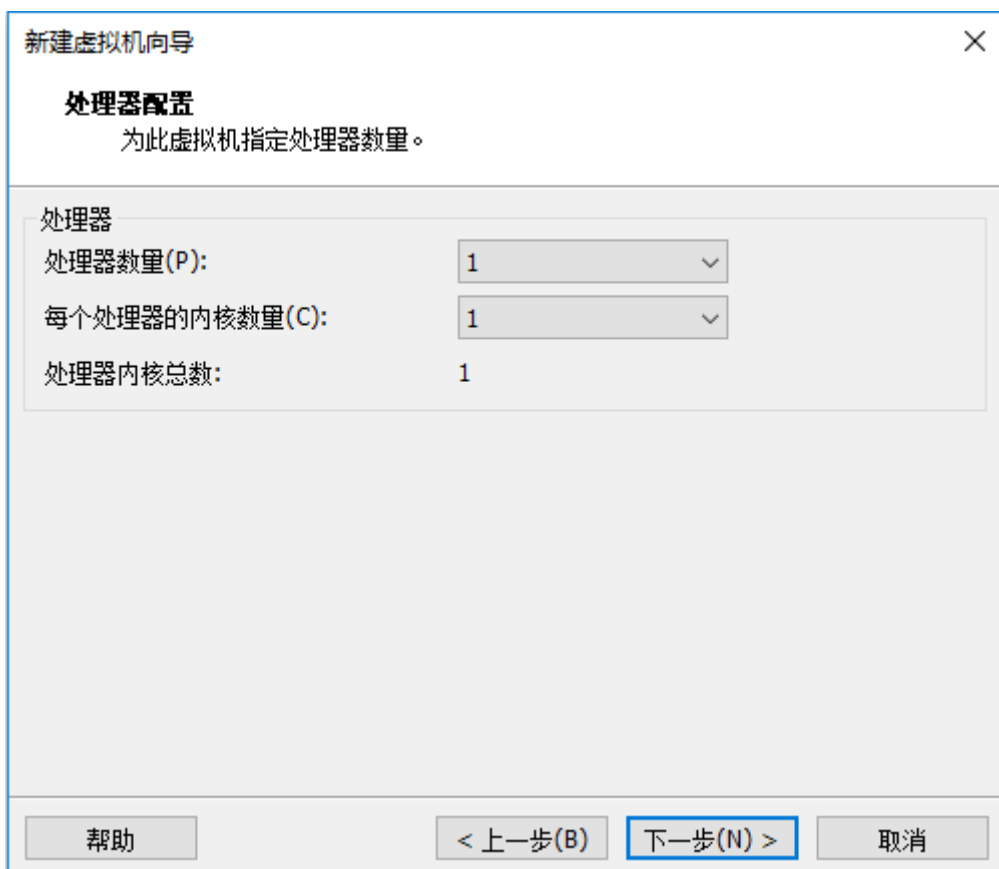 新建虚拟机向导
处理器配置
为此虚拟机指定处理器数量。
处理器
处理器数量(P): 1
每个处理器的内核数量(C): 1
处理器内核总数: 1
帮助 < 上一步(B) 下一步(N) > 取消